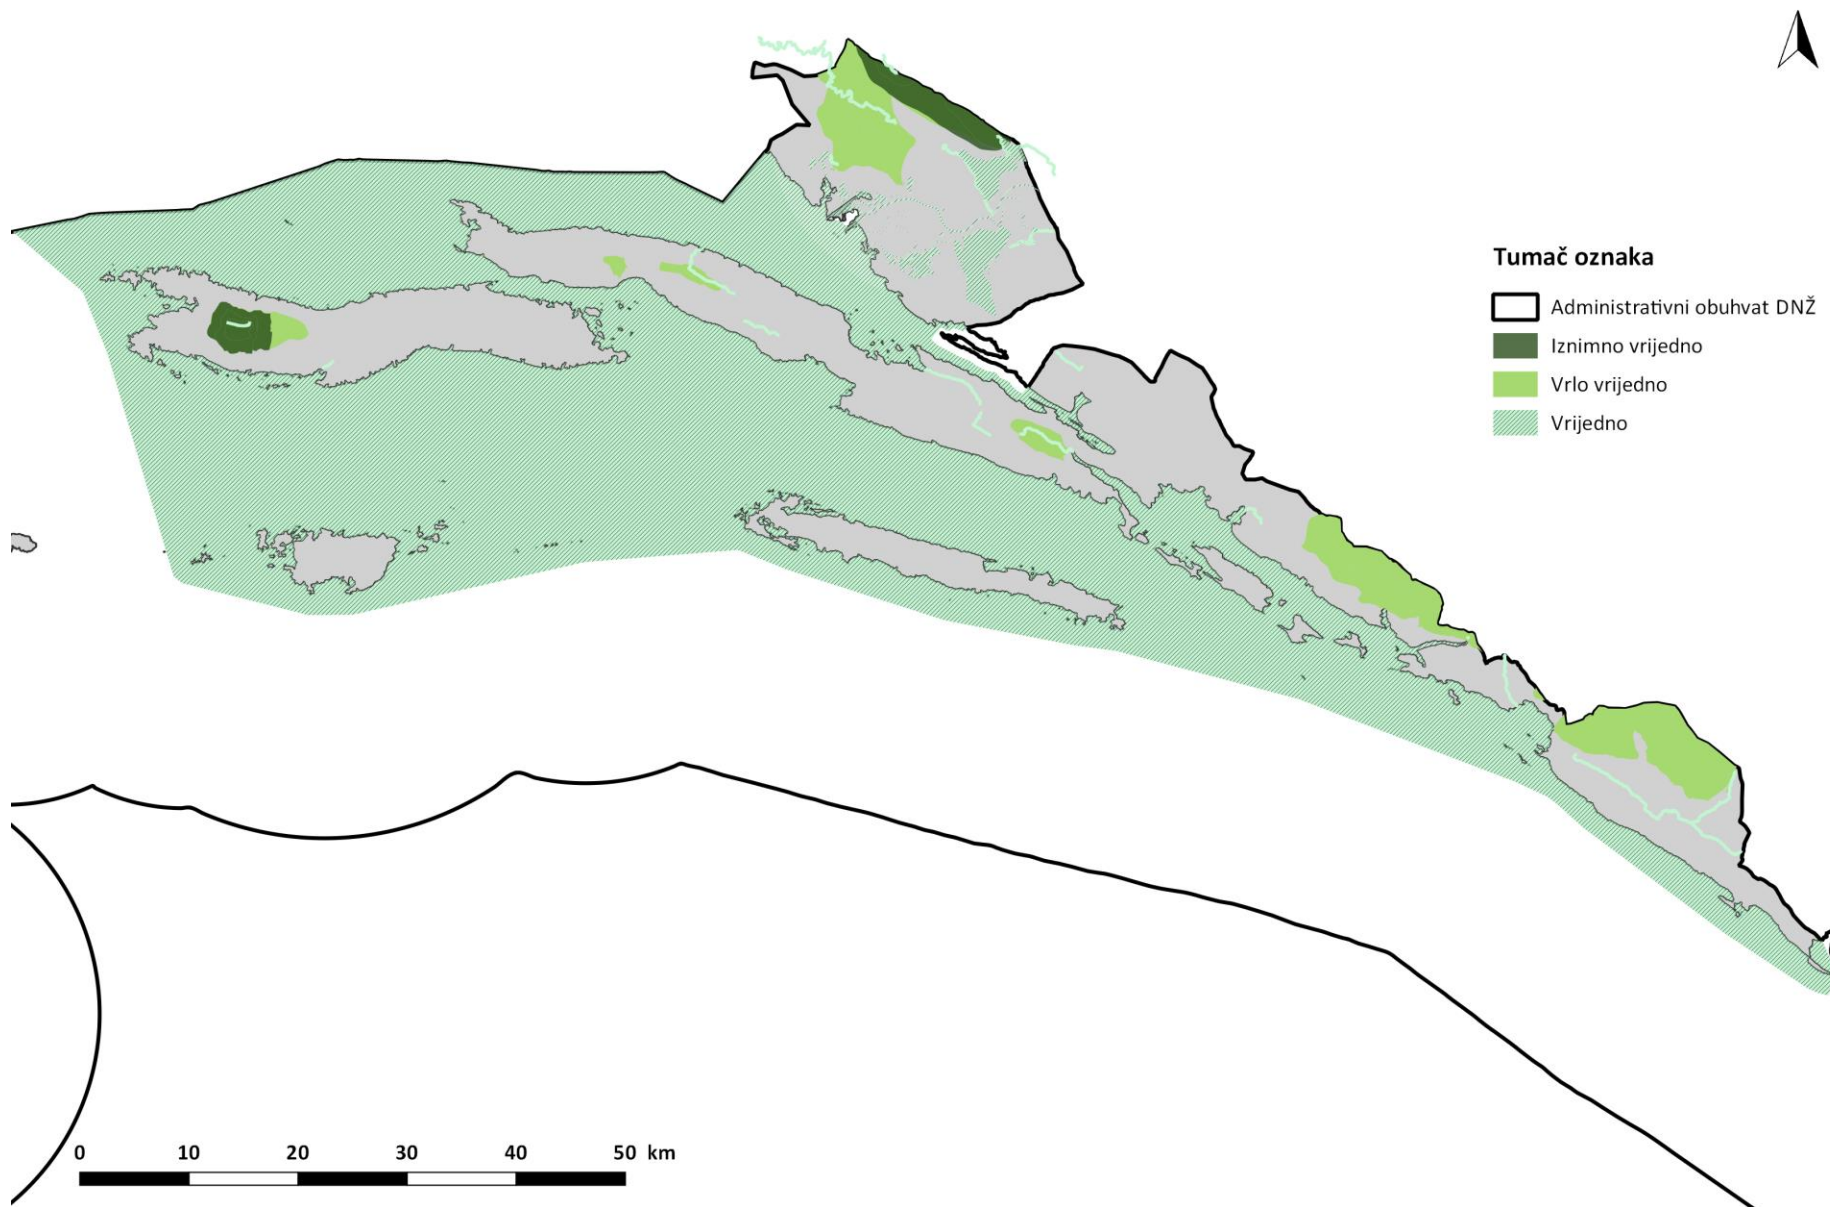 Tumač oznaka
Administrativni obuhvat DNŽ
Iznimno vrijedno
Vrlo vrijedno
Vrijedno
0 10 20 30 40 50 km